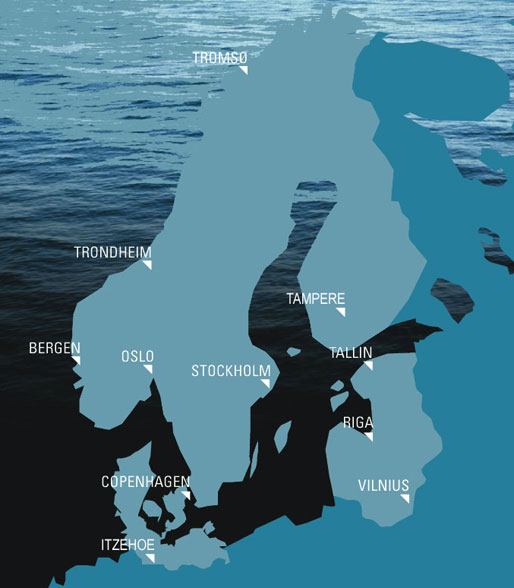 TROMSØ
TRONDHEIM
TAMPERE
BERGEN
OSLO
TALLIN
STOCKHOLM
RIGA
COPENHAGEN
VILNIUS
ITZEHOE